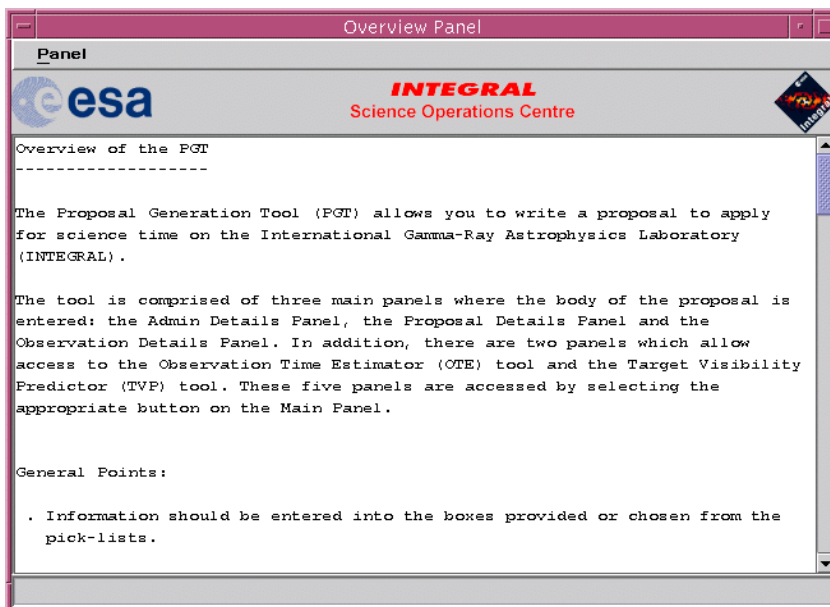 Overview Panel
Panel
esa
INTEGRAL
Science Operations Centre
Integral
Overview of the PGT
-------------------
The Proposal Generation Tool (PGT) allows you to write a proposal to apply
for science time on the International Gamma-Ray Astrophysics Laboratory
(INTEGRAL).
The tool is comprised of three main panels where the body of the proposal is
entered: the Admin Details Panel, the Proposal Details Panel and the
Observation Details Panel. In addition, there are two panels which allow
access to the Observation Time Estimator (OTE) tool and the Target Visibility
Predictor (TVP) tool. These five panels are accessed by selecting the
appropriate button on the Main Panel.
General Points:
. Information should be entered into the boxes provided or chosen from the
pick-lists.